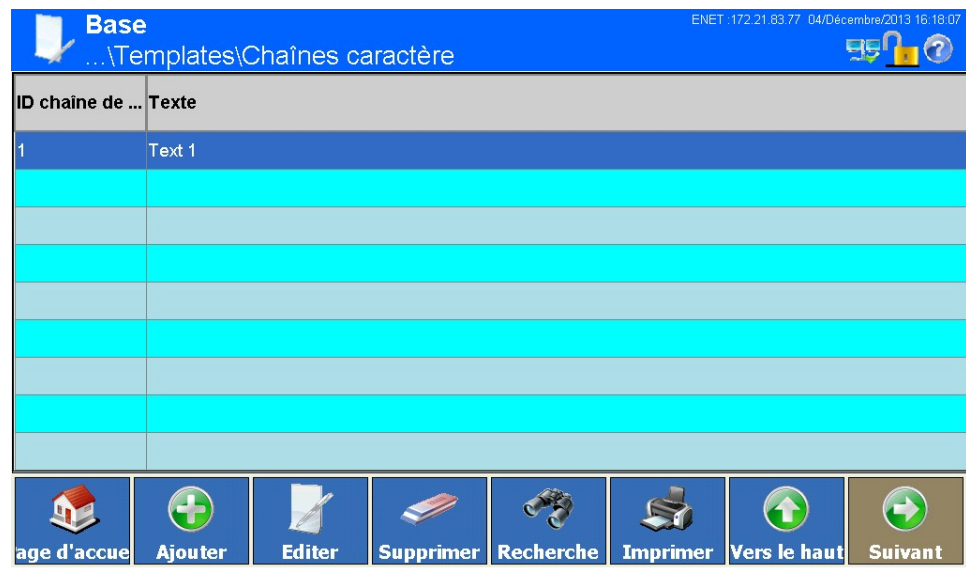 Base
ENET :172.21.83.77 04/Décembre/2013 16:18:07
...\Templates\Chaînes caractère
ID chaîne de ... Texte
1 Text 1
age d'accue Ajouter Editer Supprimer Recherche Imprimer Vers le haut Suivant